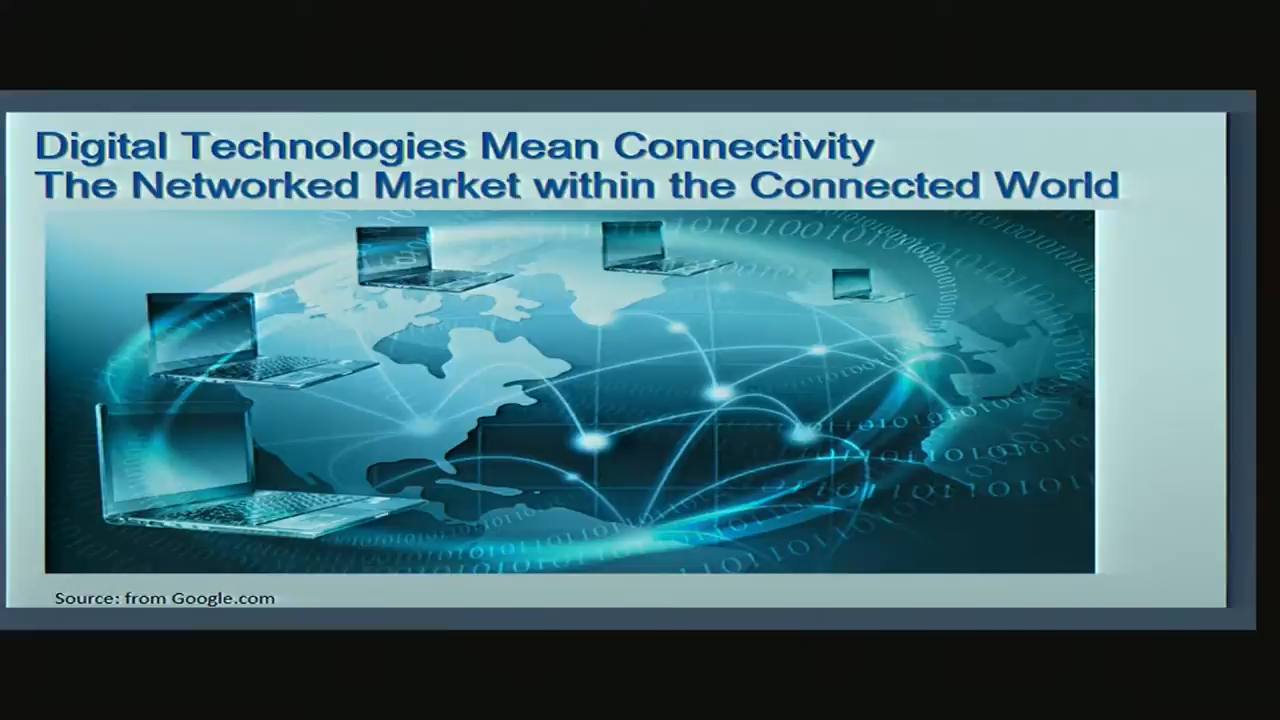 Digital Technologies Mean Connectivity
The Networked Market within the Connected World
Source: from Google.com